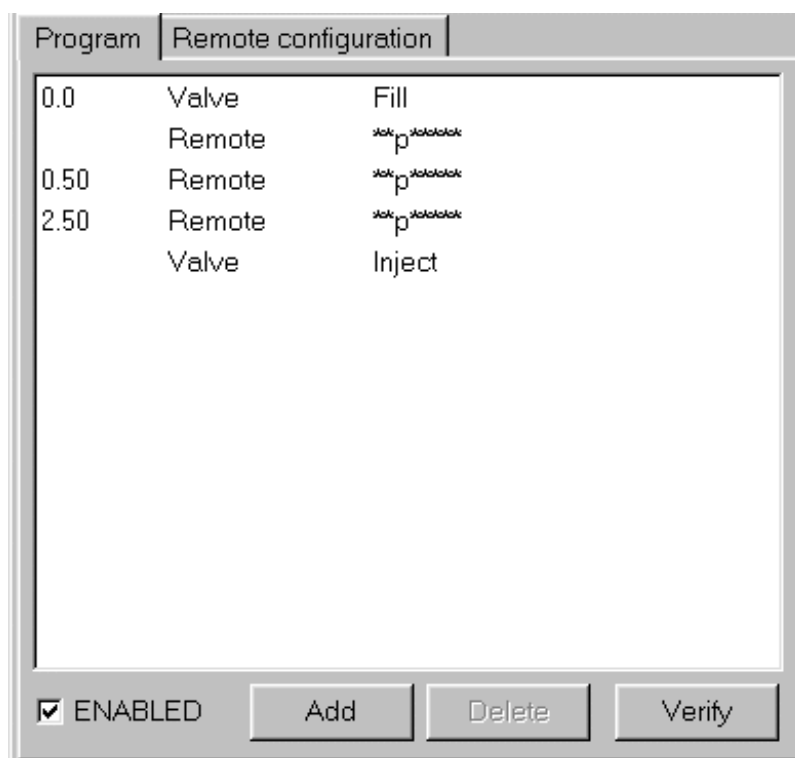 Program Remote configuration
0.0 Valve Fill
Remote **p*****
0.50 Remote **p*****
2.50 Remote **p*****
Valve Inject
ENABLED Add Delete Verify